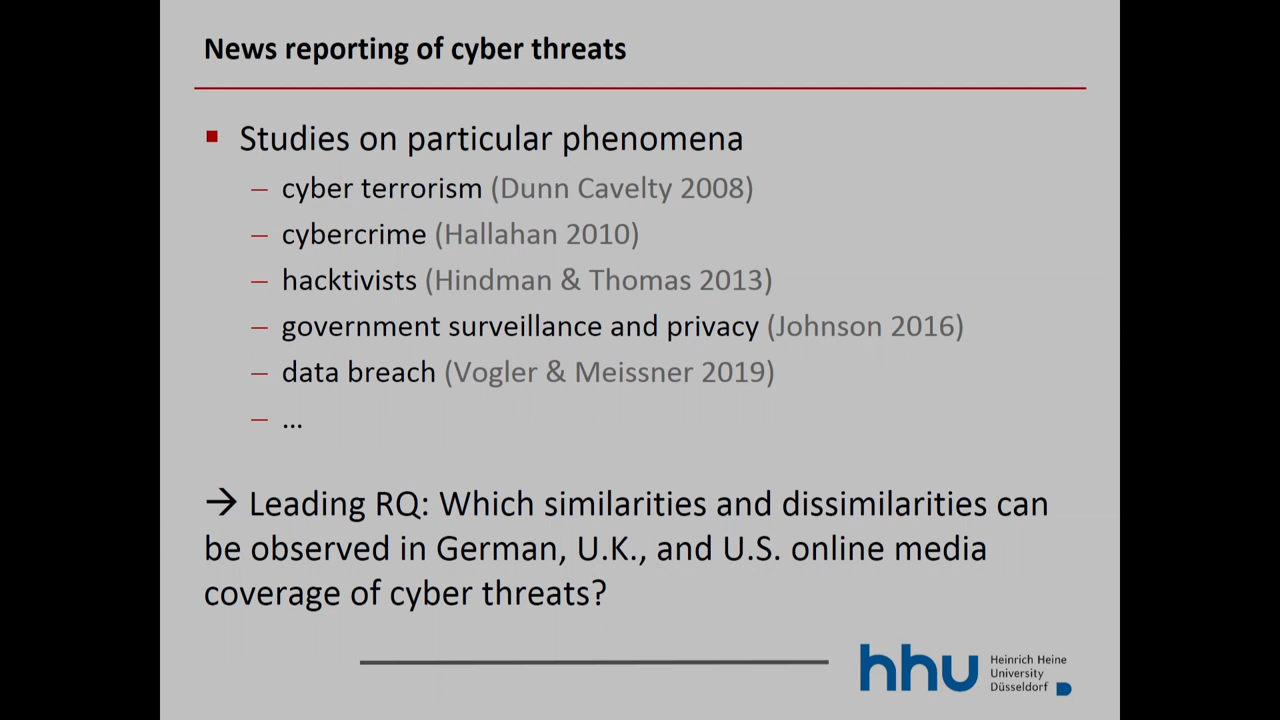 News reporting of cyber threats
▪ Studies on particular phenomena
– cyber terrorism (Dunn Cavelty 2008)
– cybercrime (Hallahan 2010)
– hacktivists (Hindman & Thomas 2013)
– government surveillance and privacy (Johnson 2016)
– data breach (Vogler & Meissner 2019)
– ...
→ Leading RQ: Which similarities and dissimilarities can
be observed in German, U.K., and U.S. online media
coverage of cyber threats?
hhu
Heinrich Heine
University
Düsseldorf